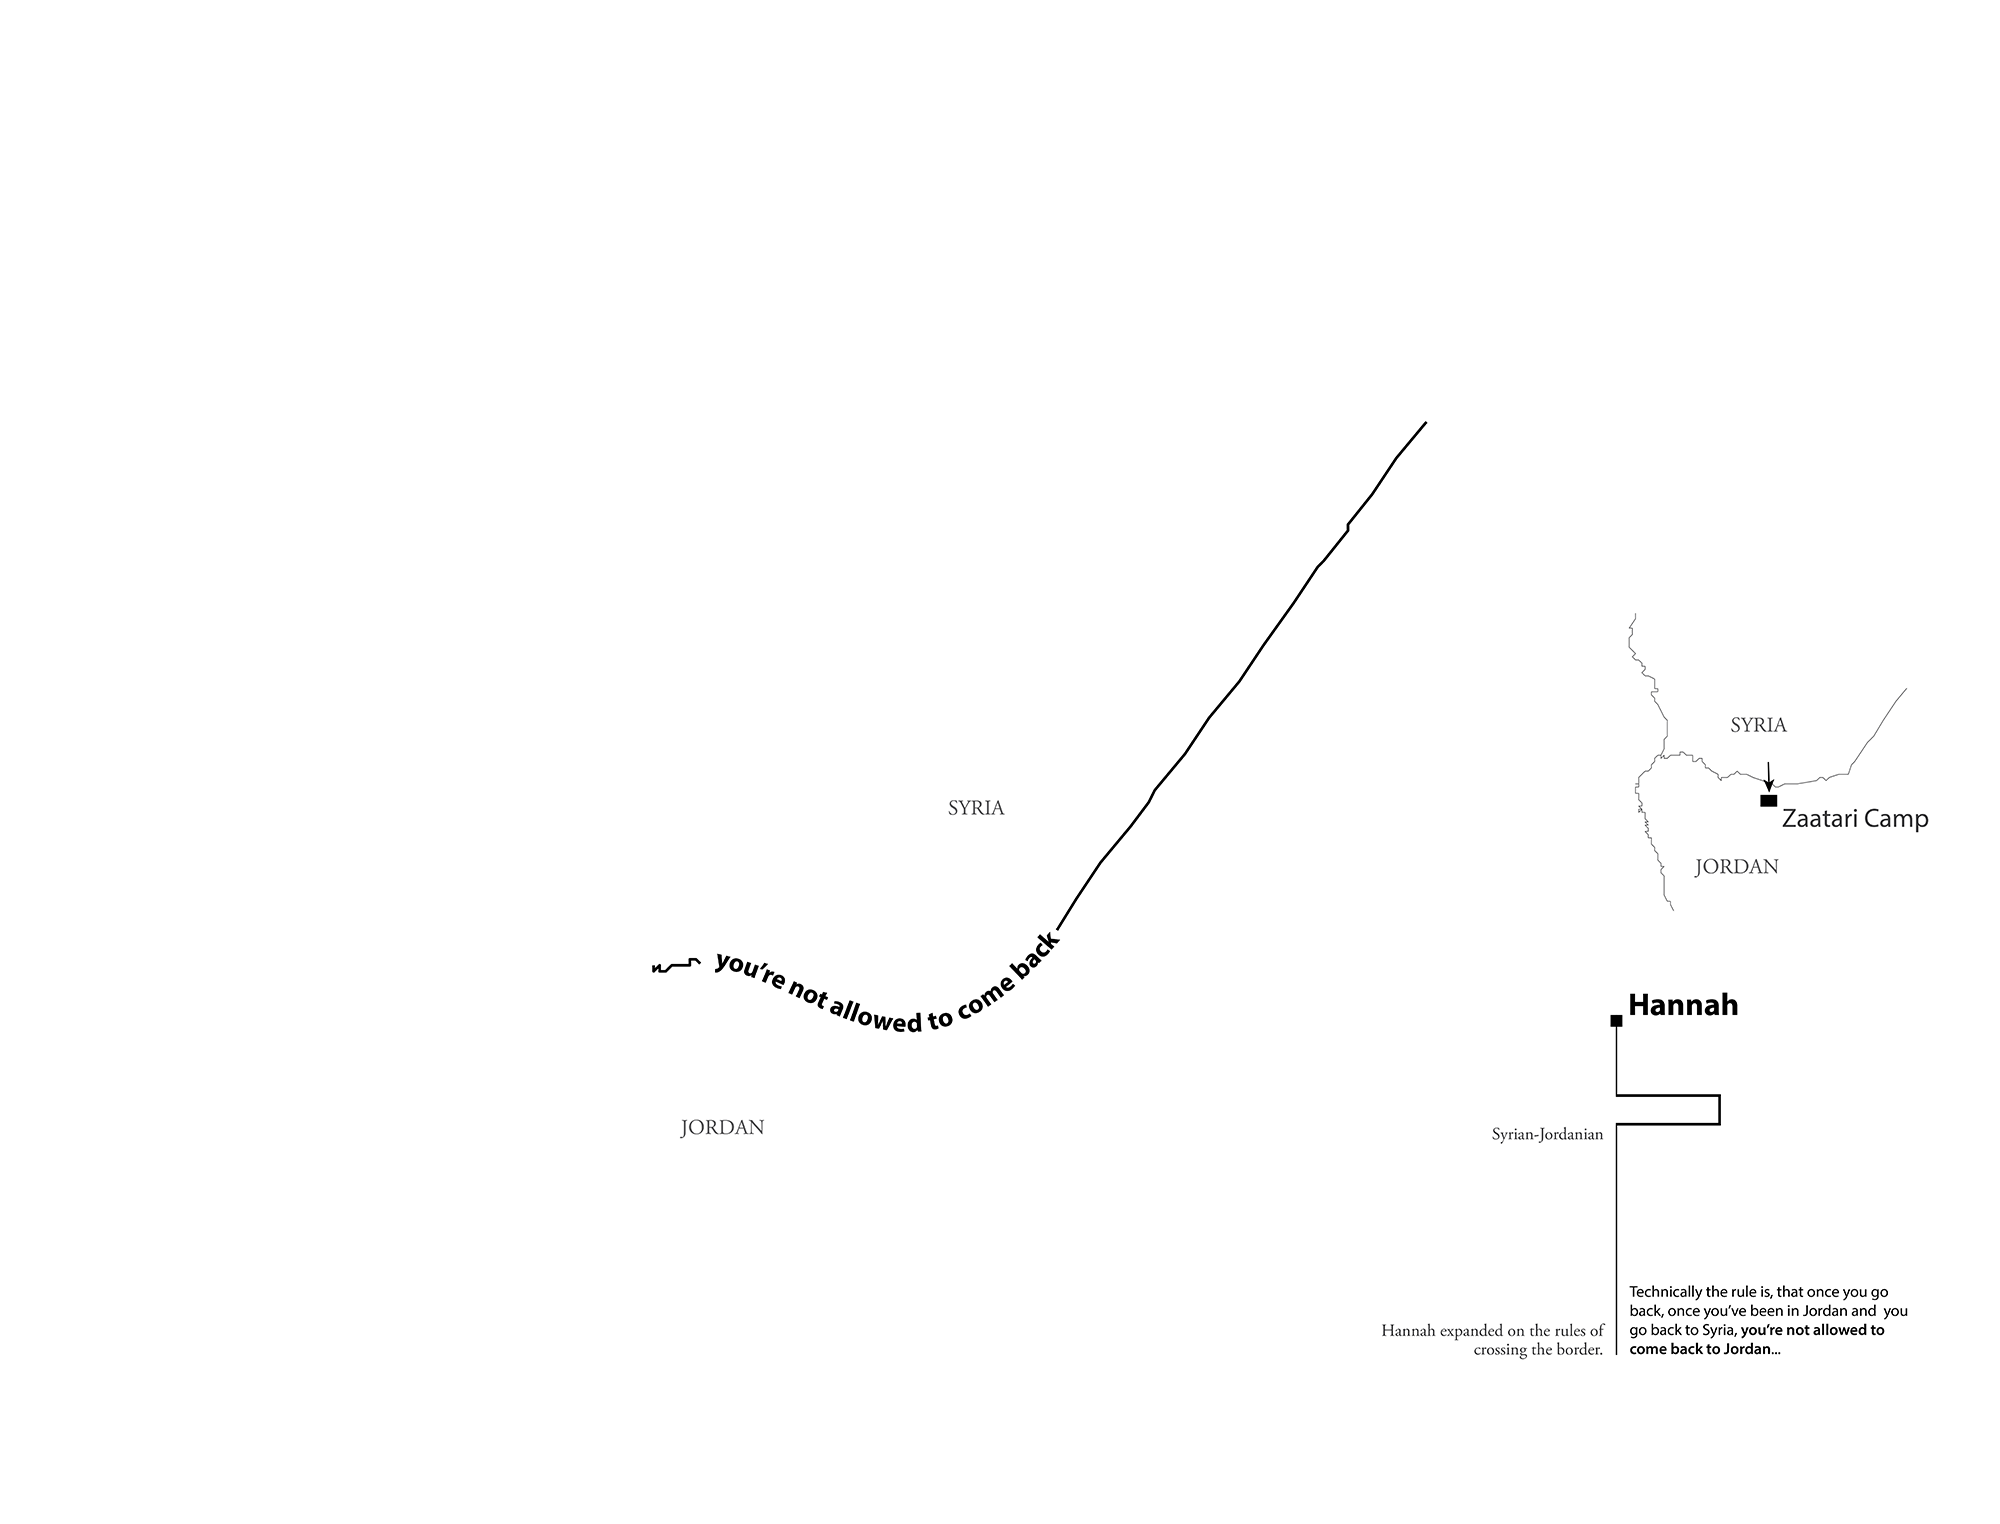 SYRIA
you're not allowed to come back
JORDAN
SYRIA
Zaatari Camp
JORDAN
Hannah
Syrian-Jordanian
Hannah expanded on the rules of
crossing the border.
Technically the rule is, that once you go
back, once you've been in Jordan and  you
go back to Syria, you're not allowed to
come back to Jordan...